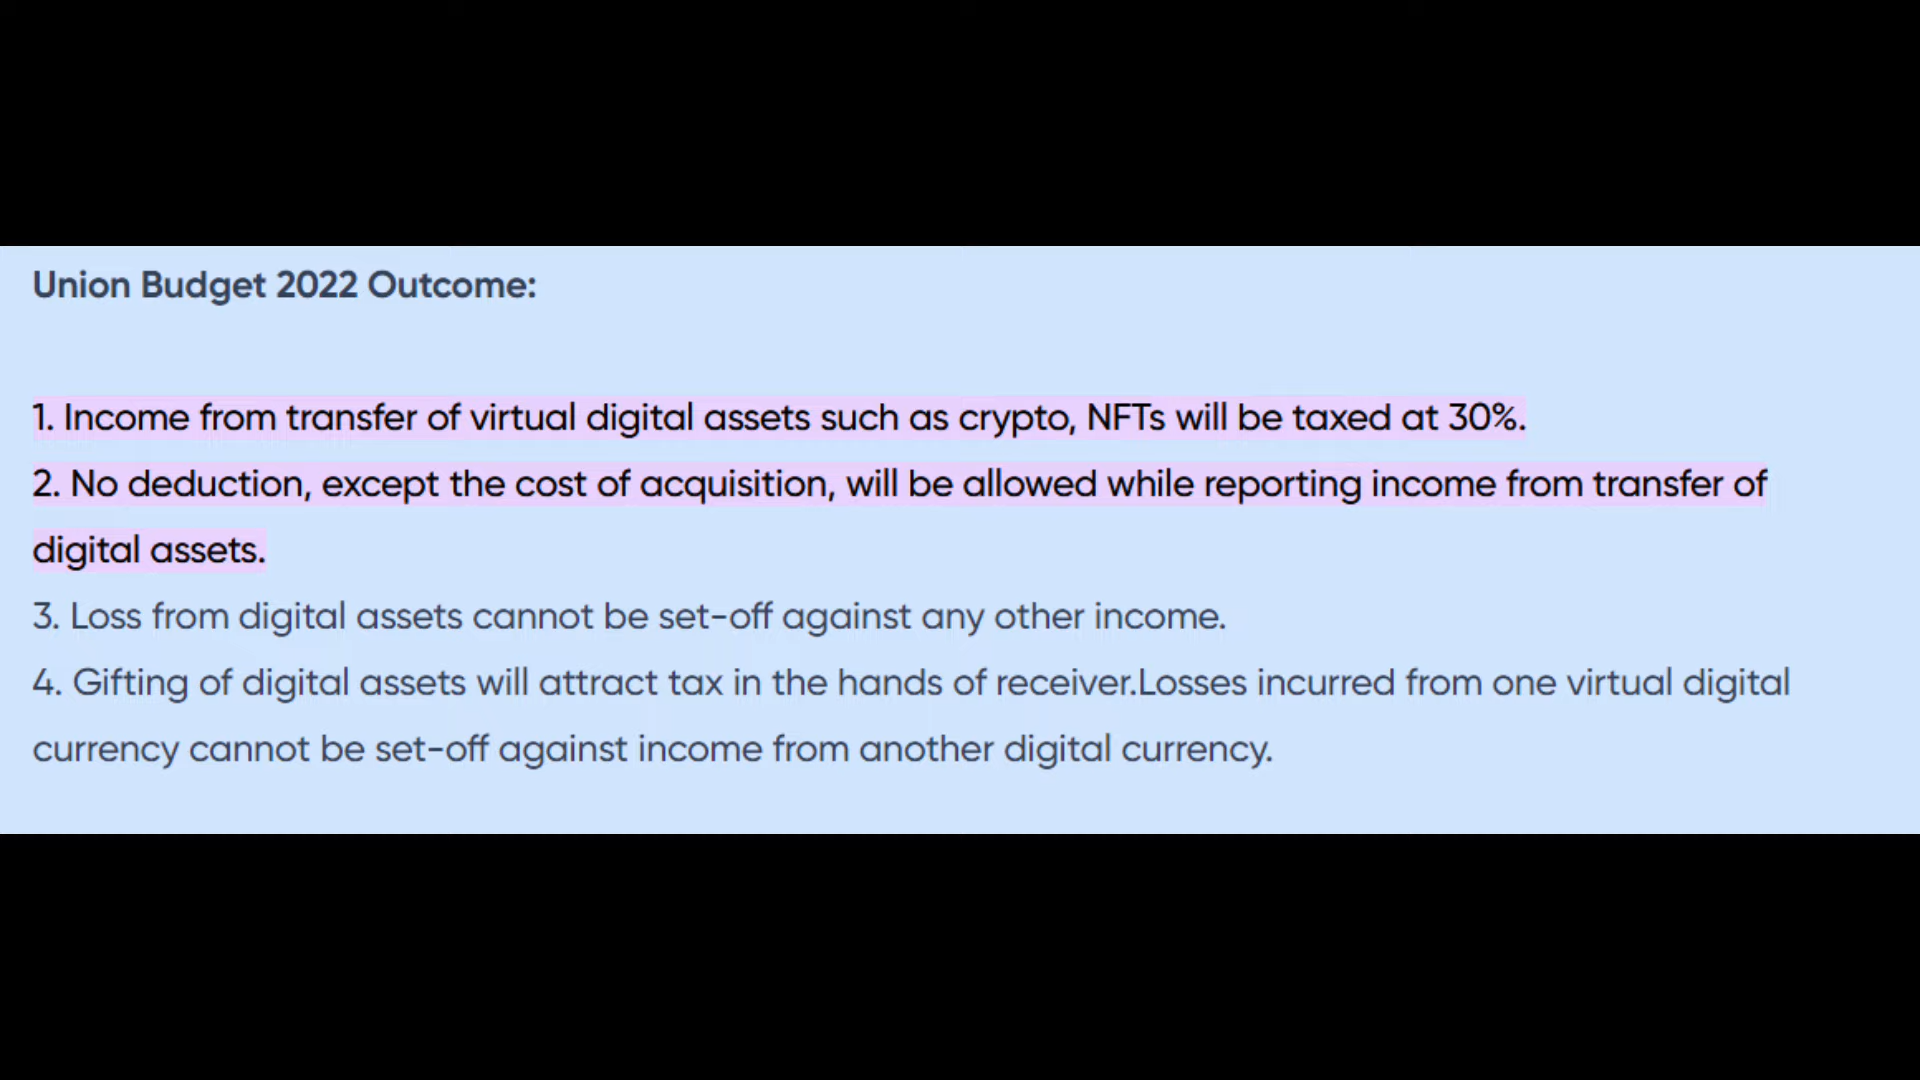 Union Budget 2022 Outcome:
1. Income from transfer of virtual digital assets such as crypto, NFTs will be taxed at 30%.
2. No deduction, except the cost of acquisition, will be allowed while reporting income from transfer of
digital assets.
3. Loss from digital assets cannot be set-off against any other income.
4. Gifting of digital assets will attract tax in the hands of receiver.Losses incurred from one virtual digital
currency cannot be set-off against income from another digital currency.